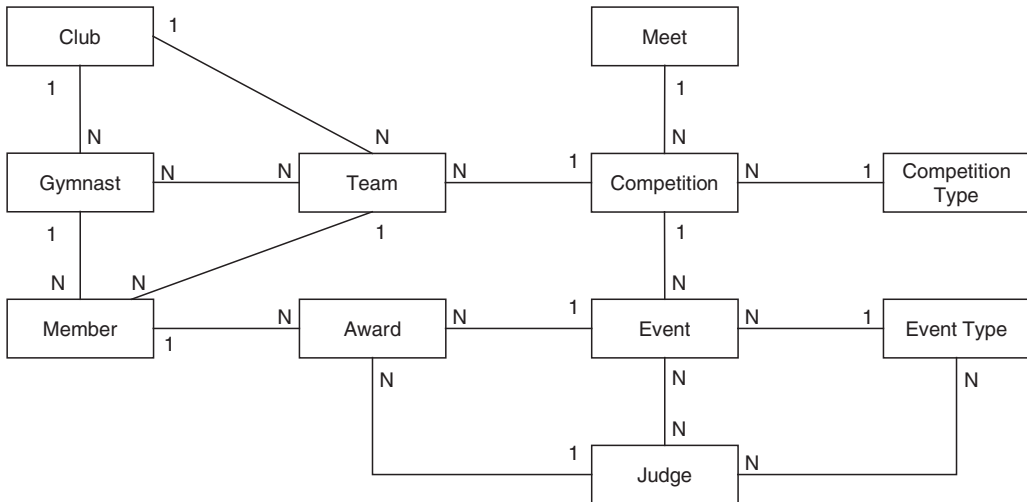 Club
1
Meet
1
1
N
N
N
Gymnast
N
N
Team
N
1
Competition
N
1
Competition
Type
1
1
1
N
N
N
Member
1
N
Award
N
1
Event
N
1
Event Type
N
N
N
N
1
Judge
N